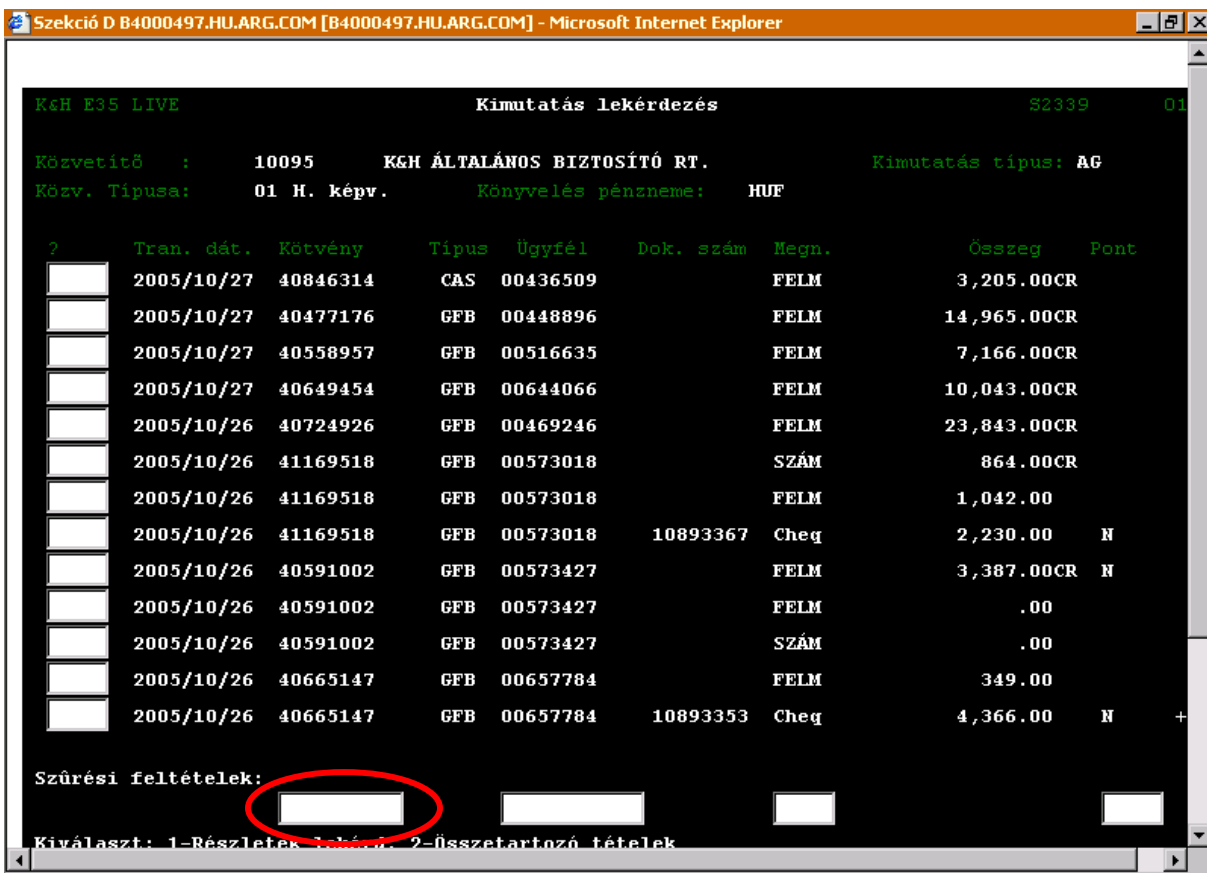 Szekció D B4000497.HU.ARG.COM [B4000497.HU.ARG.COM] - Microsoft Internet Explorer
K&H E35 LIVE Kimutatás lekérdezés S2339 01
Közvetítõ : 10095 K&H ÁLTALÁNOS BIZTOSÍTÓ RT. Kimutatás típus: AG
Közv. Típusa: 01 H. képv. Könyvelés pénzneme: HUF
? Tran. dát. Kötvény Típus Ügyfél Dok. szám Megn. Összeg Pont
2005/10/27 40846314 CAS 00436509 FELM 3,205.00CR
2005/10/27 40477176 GFB 00448896 FELM 14,965.00CR
2005/10/27 40558957 GFB 00516635 FELM 7,166.00CR
2005/10/27 40649454 GFB 00644066 FELM 10,043.00CR
2005/10/26 40724926 GFB 00469246 FELM 23,843.00CR
2005/10/26 41169518 GFB 00573018 SZÁM 864.00CR
2005/10/26 41169518 GFB 00573018 FELM 1,042.00
2005/10/26 41169518 GFB 00573018 10893367 Cheq 2,230.00 N
2005/10/26 40591002 GFB 00573427 FELM 3,387.00CR N
2005/10/26 40591002 GFB 00573427 FELM .00
2005/10/26 40591002 GFB 00573427 SZÁM .00
2005/10/26 40665147 GFB 00657784 FELM 349.00
2005/10/26 40665147 GFB 00657784 10893353 Cheq 4,366.00 N +
Szûrési feltételek:
Kiválaszt: 1-Részletek 2-Összetartozó tételek